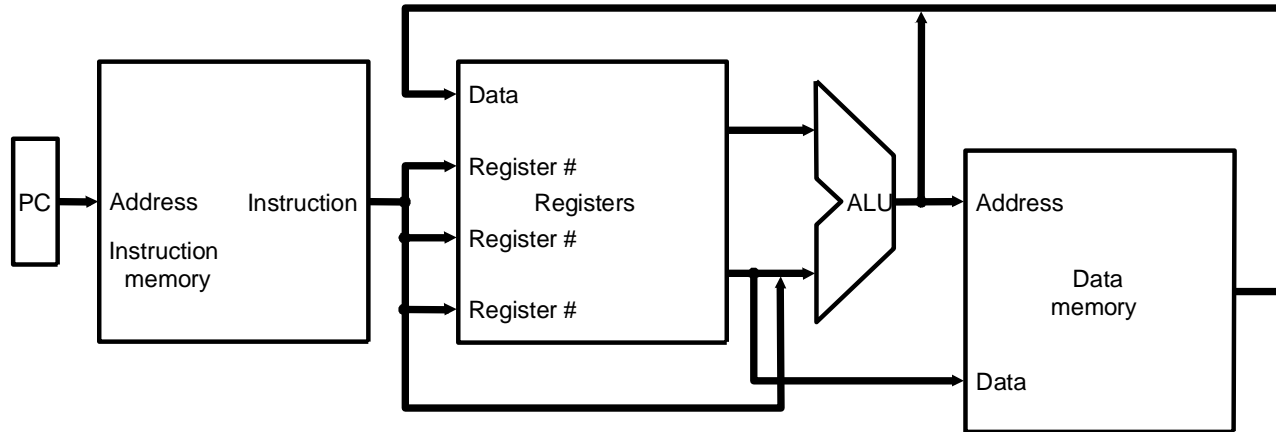 PC
Address
Instruction
Instruction
memory
Data
Register #
Registers
Register #
Register #
ALU
Address
Data
memory
Data